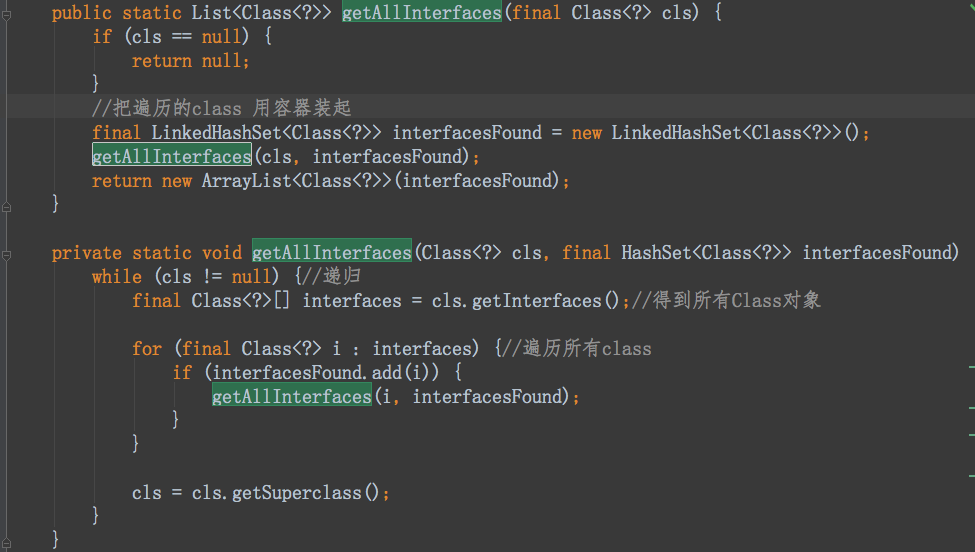 public static List<Class<?>> getAllInterfaces(final Class<?> cls) {
    if (cls == null) {
        return null;
    }
    //把遍历的class 用容器装起
    final LinkedHashSet<Class<?>> interfacesFound = new LinkedHashSet<Class<?>>();
    getAllInterfaces(cls, interfacesFound);
    return new ArrayList<Class<?>>(interfacesFound);
}

private static void getAllInterfaces(Class<?> cls, final HashSet<Class<?>> interfacesFound)
    while (cls != null) {//递归
        final Class<?>[] interfaces = cls.getInterfaces();//得到所有Class对象

        for (final Class<?> i : interfaces) {//遍历所有class
            if (interfacesFound.add(i)) {
                getAllInterfaces(i, interfacesFound);
            }
        }

        cls = cls.getSuperclass();
    }
}